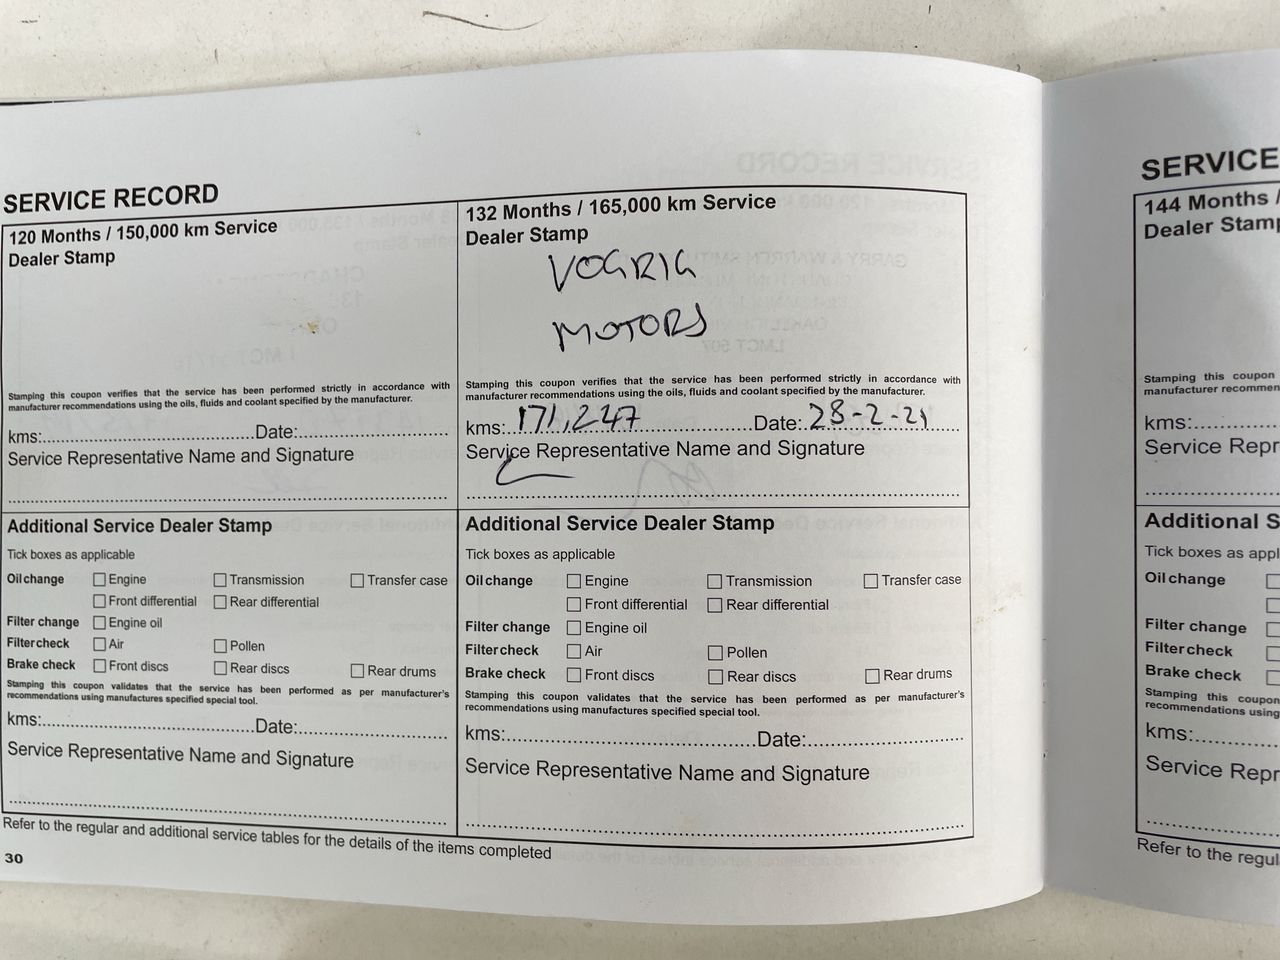 SERVICE RECORD
120 Months / 150,000 km Service
Dealer Stamp
Stamping this coupon verifies that the service has been performed strictly in accordance with
manufacturer recommendations using the oils, fluids and coolant specified by the manufacturer.
kms:..........Date:..........
Service Representative Name and Signature
Additional Service Dealer Stamp
Tick boxes as applicable
Oil change Engine Transmission Transfer case
Front differential Rear differential
Filter change Engine oil
Filter check Air Pollen
Brake check Front discs Rear discs Rear drums
Stamping this coupon validates that the service has been performed as per manufacturer's
recommendations using manufactures specified special tool.
kms:..........Date:..........
Service Representative Name and Signature
132 Months / 165,000 km Service
Dealer Stamp
VOGRIG
MOTORS
Stamping this coupon verifies that the service has been performed strictly in accordance with
manufacturer recommendations using the oils, fluids and coolant specified by the manufacturer.
kms: 171,247 Date: 28-2-21
Service Representative Name and Signature
Additional Service Dealer Stamp
Tick boxes as applicable
Oil change Engine Transmission Transfer case
Front differential Rear differential
Filter change Engine oil
Filter check Air Pollen
Brake check Front discs Rear discs Rear drums
Stamping this coupon validates that the service has been performed as per manufacturer's
recommendations using manufactures specified special tool.
kms:..........Date:..........
Service Representative Name and Signature
Refer to the regular and additional service tables for the details of the items completed
30
SERVICE
144 Months /
Dealer Stamp
Stamping this coupon
manufacturer
kms:..........
Service
Additional
Tick boxes as
Oil change
Filter change
Filter check
Brake check
Stamping this coupon
recommendations using
kms:..........
Service
Refer to the